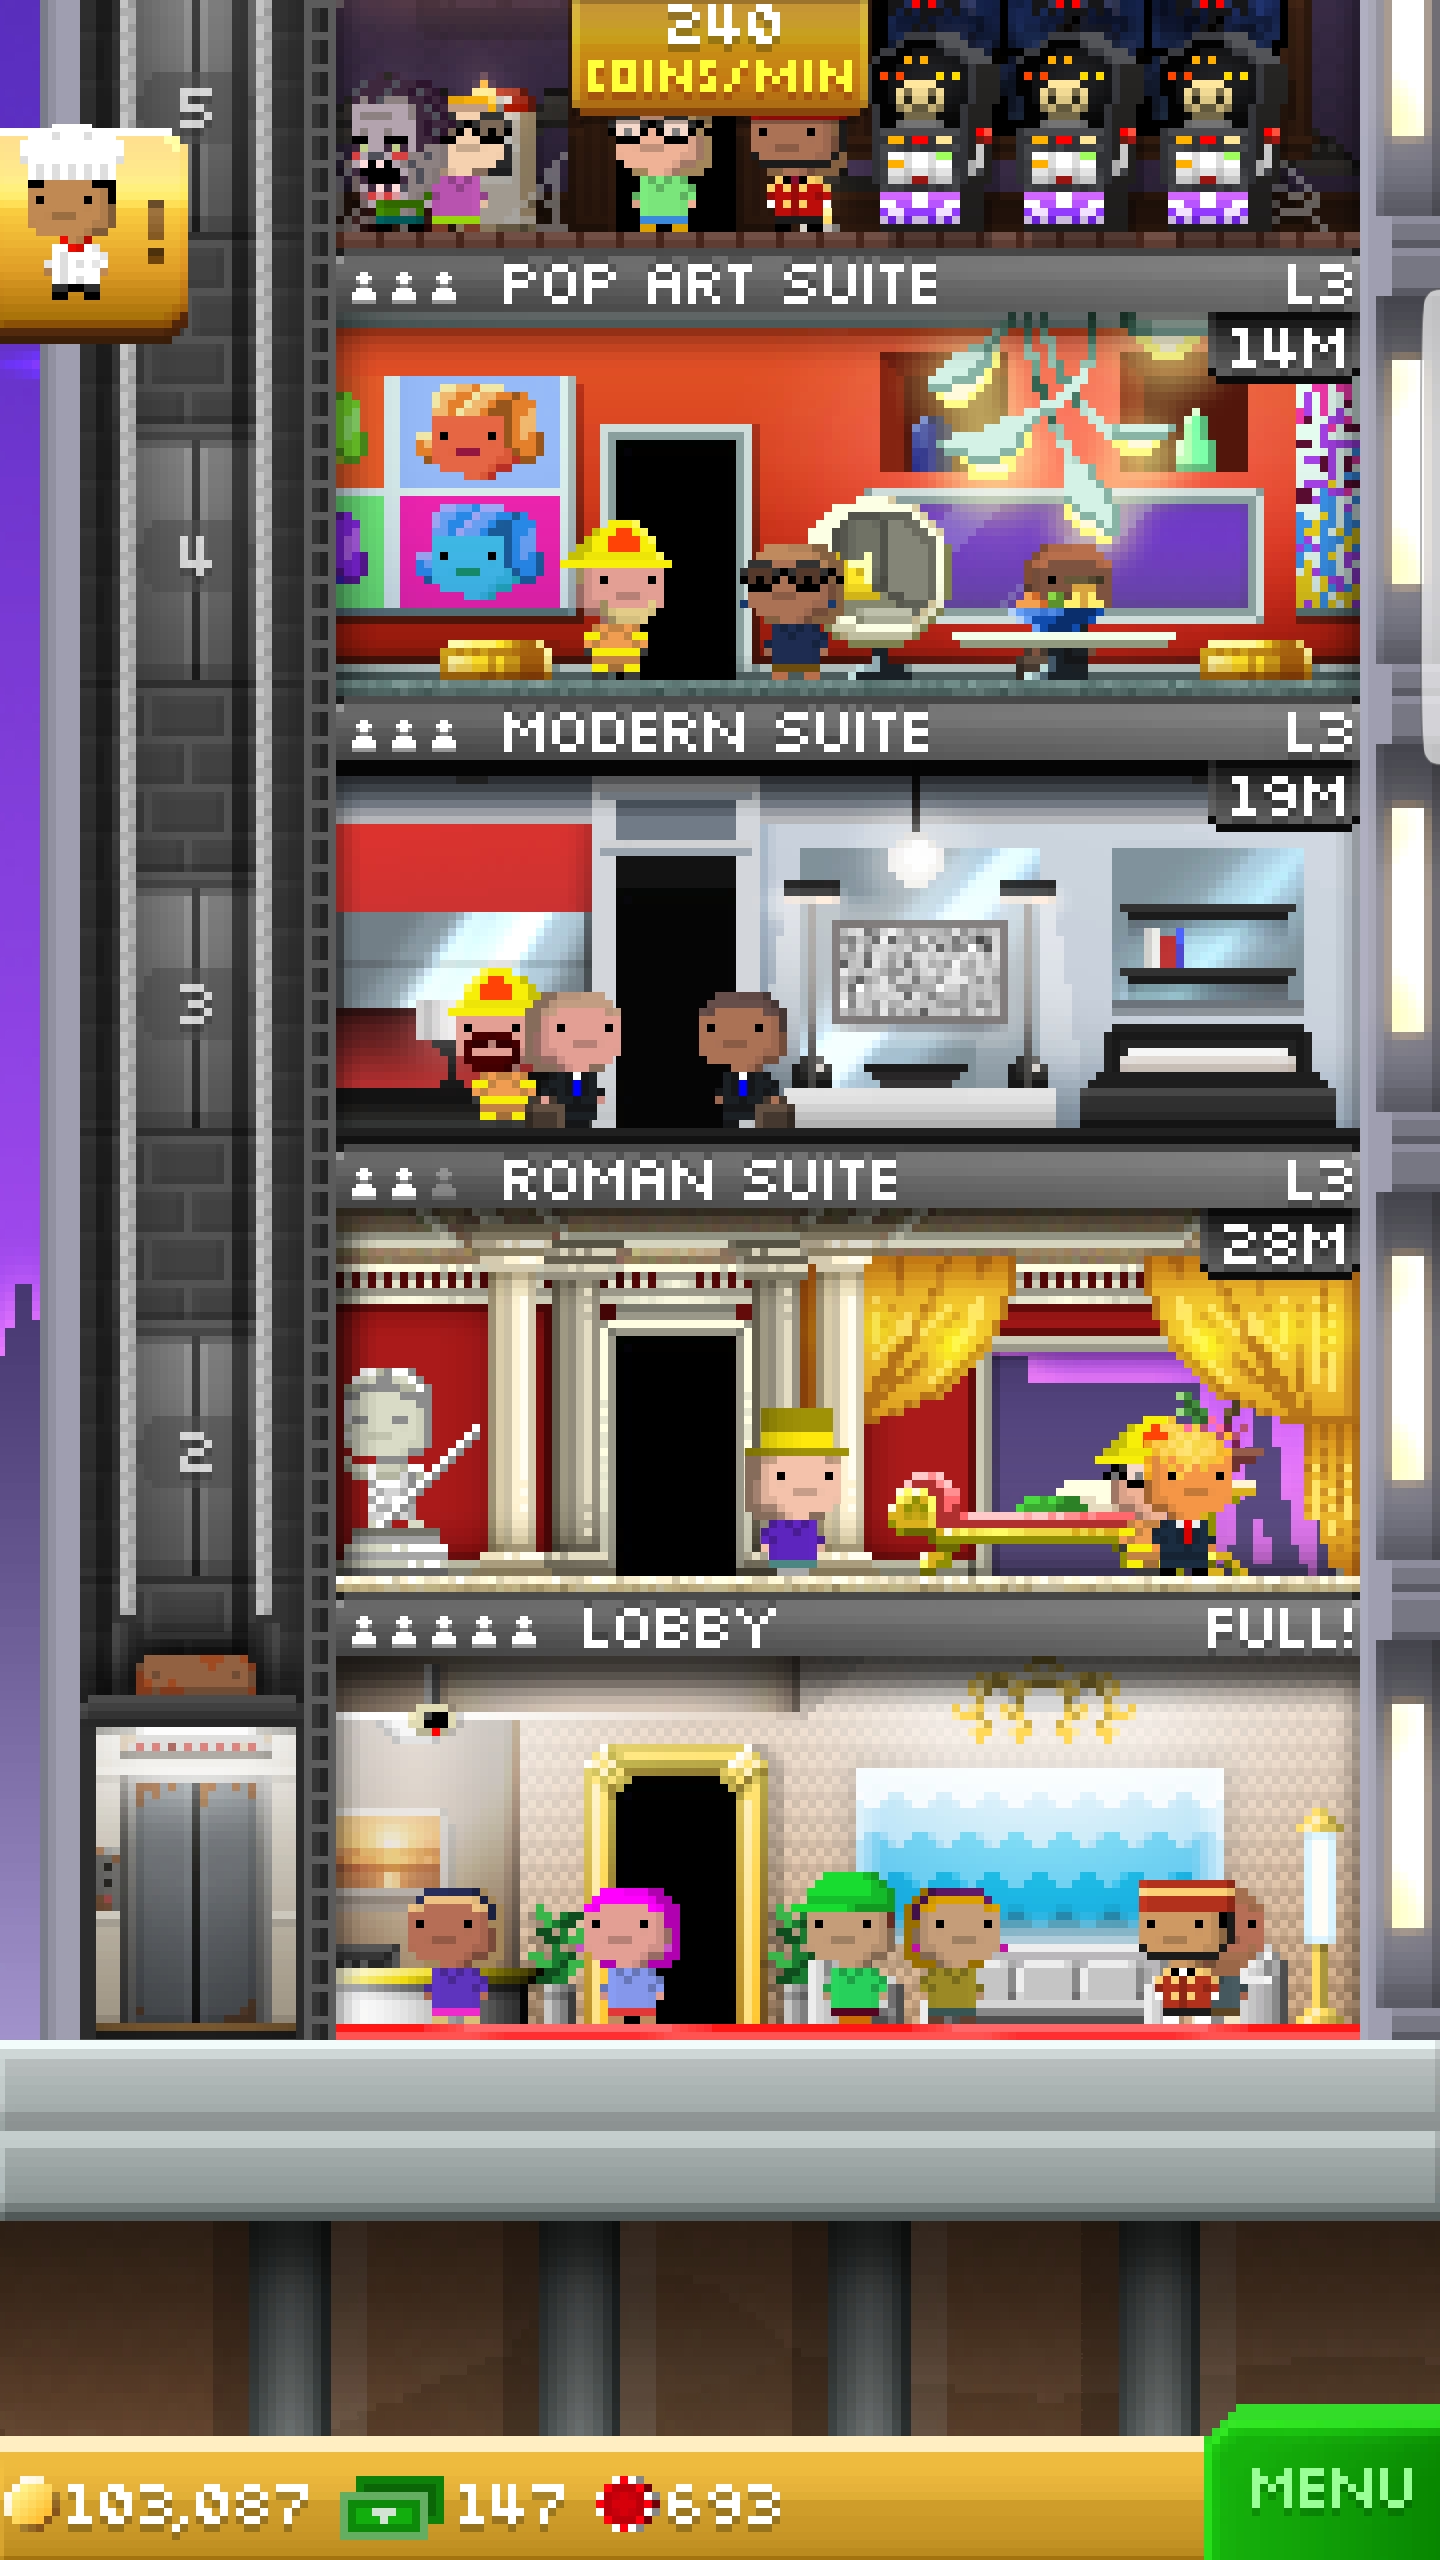 240
COINS/MIN
5
!
POP ART SUITE L3
14M
4
MODERN SUITE L3
19M
3
ROMAN SUITE L3
28M
2
LOBBY FULL!
103,087 147 693
MENU